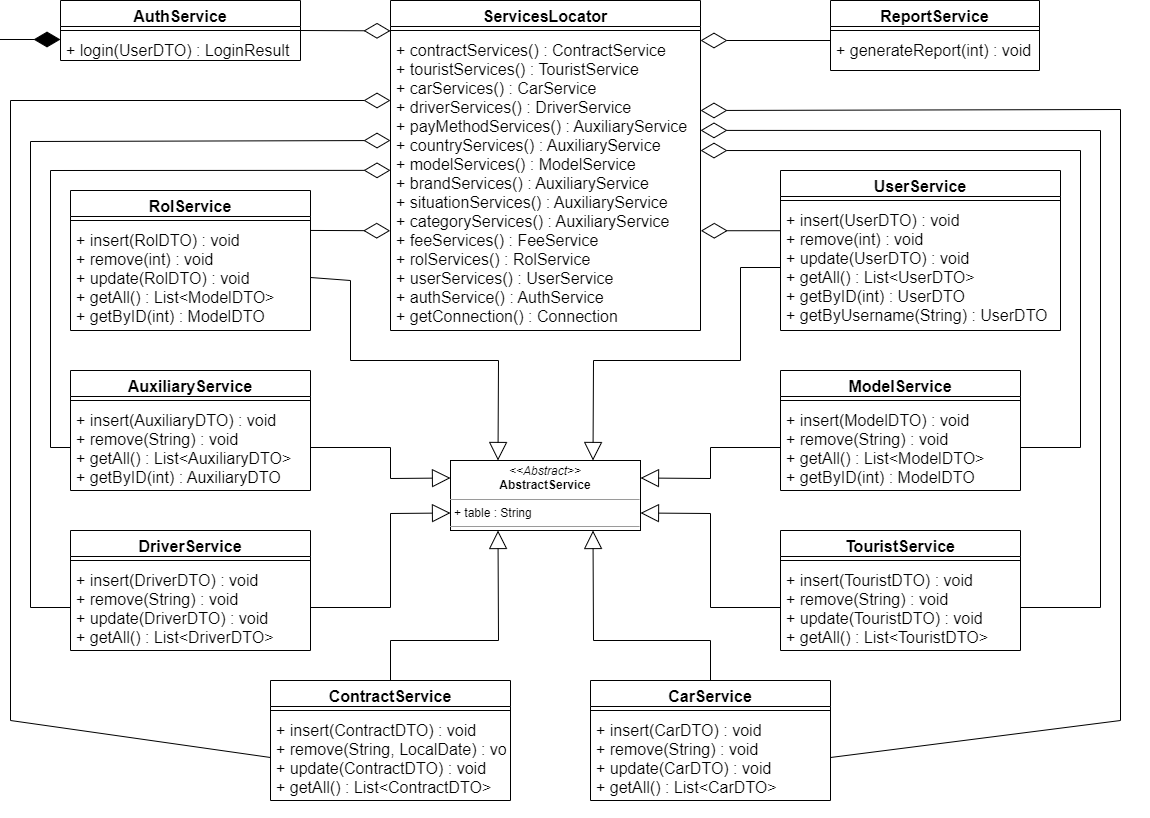 AuthService
+ login(UserDTO) : LoginResult
ServicesLocator
+ contractServices() : ContractService
+ touristServices() : TouristService
+ carServices() : CarService
+ driverServices() : DriverService
+ payMethodServices() : AuxiliaryService
+ countryServices() : AuxiliaryService
+ modelServices() : ModelService
+ brandServices() : AuxiliaryService
+ situationServices() : AuxiliaryService
+ categoryServices() : AuxiliaryService
+ feeServices() : FeeService
+ rolServices() : RolService
+ userServices() : UserService
+ authService() : AuthService
+ getConnection() : Connection
ReportService
+ generateReport(int) : void
RolService
+ insert(RolDTO) : void
+ remove(int) : void
+ update(RolDTO) : void
+ getAll() : List<ModelDTO>
+ getByID(int) : ModelDTO
UserService
+ insert(UserDTO) : void
+ remove(int) : void
+ update(UserDTO) : void
+ getAll() : List<UserDTO>
+ getByID(int) : UserDTO
+ getByUsername(String) : UserDTO
AuxiliaryService
+ insert(AuxiliaryDTO) : void
+ remove(String) : void
+ getAll() : List<AuxiliaryDTO>
+ getByID(int) : AuxiliaryDTO
ModelService
+ insert(ModelDTO) : void
+ remove(String) : void
+ getAll() : List<ModelDTO>
+ getByID(int) : ModelDTO
<<Abstract>>
AbstractService
+ table : String
DriverService
+ insert(DriverDTO) : void
+ remove(String) : void
+ update(DriverDTO) : void
+ getAll() : List<DriverDTO>
TouristService
+ insert(TouristDTO) : void
+ remove(String) : void
+ update(TouristDTO) : void
+ getAll() : List<TouristDTO>
ContractService
+ insert(ContractDTO) : void
+ remove(String, LocalDate) : vo
+ update(ContractDTO) : void
+ getAll() : List<ContractDTO>
CarService
+ insert(CarDTO) : void
+ remove(String) : void
+ update(CarDTO) : void
+ getAll() : List<CarDTO>